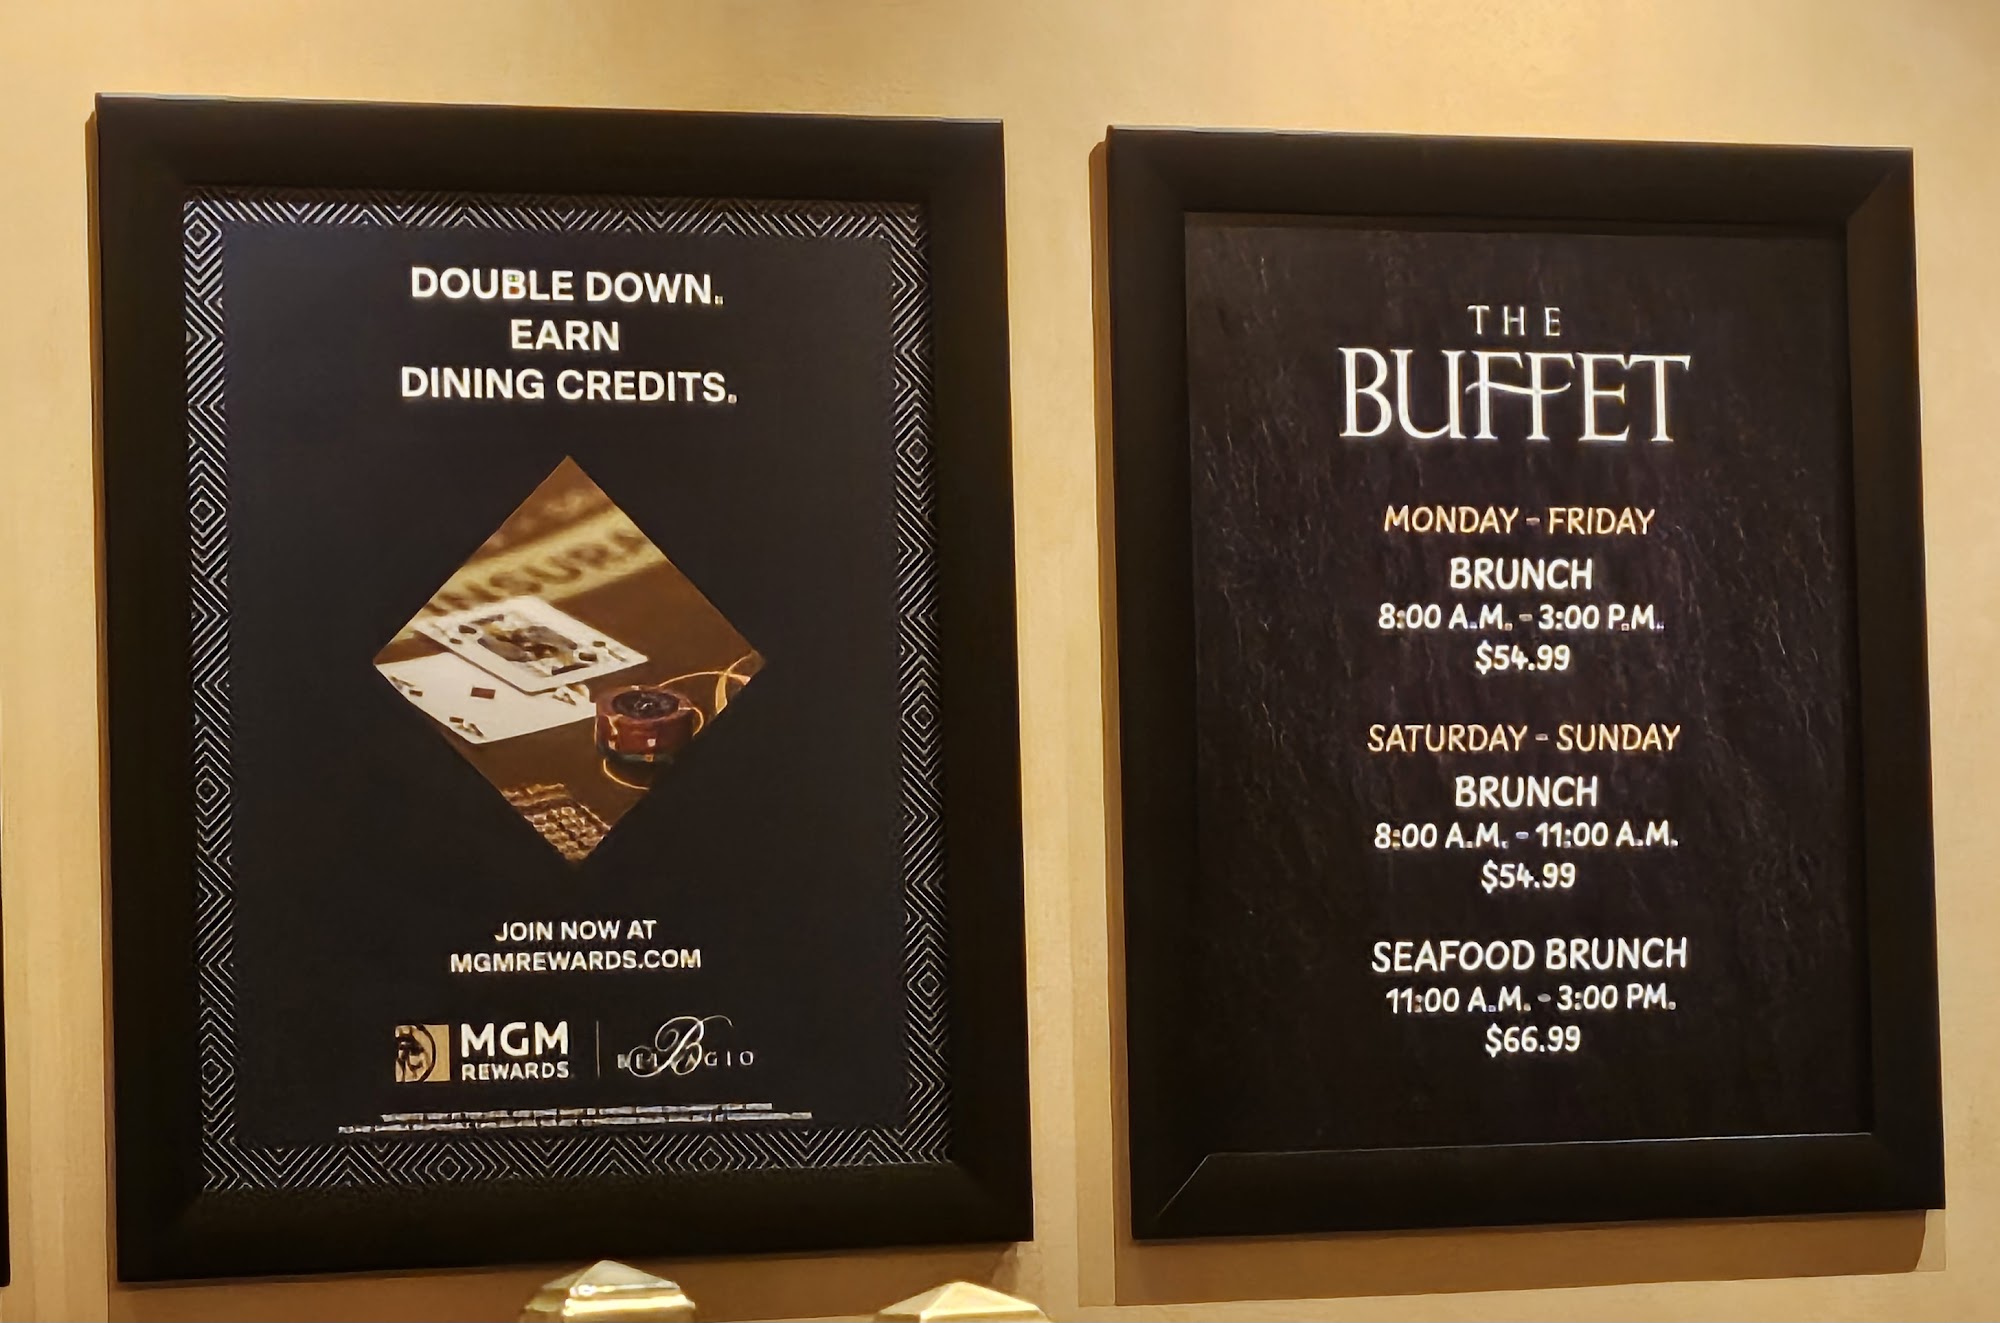 DOUBLE DOWN.
EARN
DINING CREDITS.
INSURA
JOIN NOW AT
MGMREWARDS.COM
MGM
REWARDS
BELLAGIO
THE
BUFFET
MONDAY - FRIDAY
BRUNCH
8:00 A.M. - 3:00 P.M.
$54.99
SATURDAY - SUNDAY
BRUNCH
8:00 A.M. - 11:00 A.M.
$54.99
SEAFOOD BRUNCH
11:00 A.M. - 3:00 PM.
$66.99